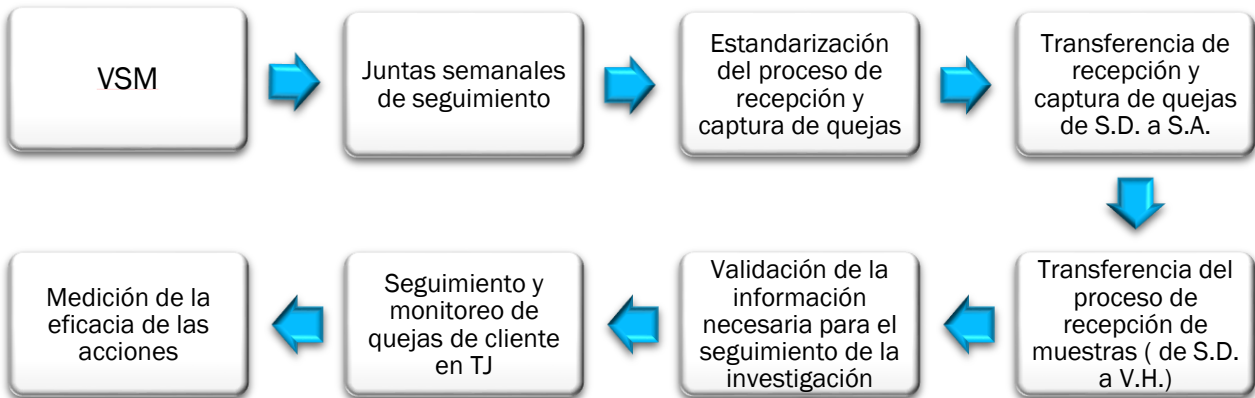 VSM
Juntas semanales
de seguimiento
Estandarización
del proceso de
recepción y
captura de quejas
Transferencia de
recepción y
captura de quejas
de S.D. a S.A.
Transferencia del
proceso de
recepción de
muestras ( de S.D.
a V.H.)
Validación de la
información
necesaria para el
seguimiento de la
investigación
Seguimiento y
monitoreo de
quejas de cliente
en TJ
Medición de la
eficacia de las
acciones